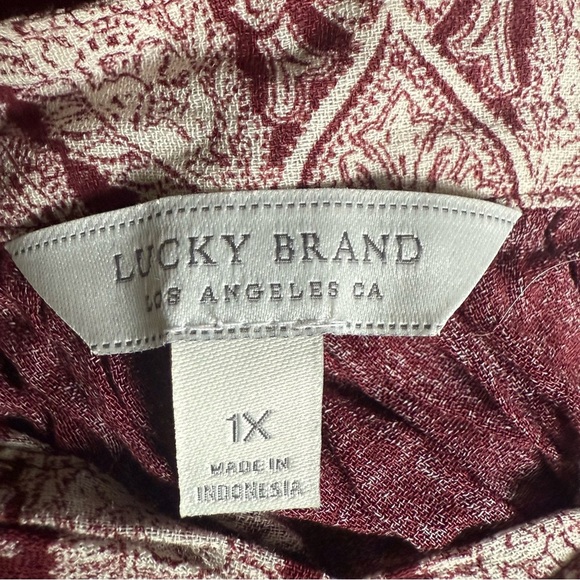 LUCKY BRAND
LOS ANGELES CA
1X
MADE IN
INDONESIA